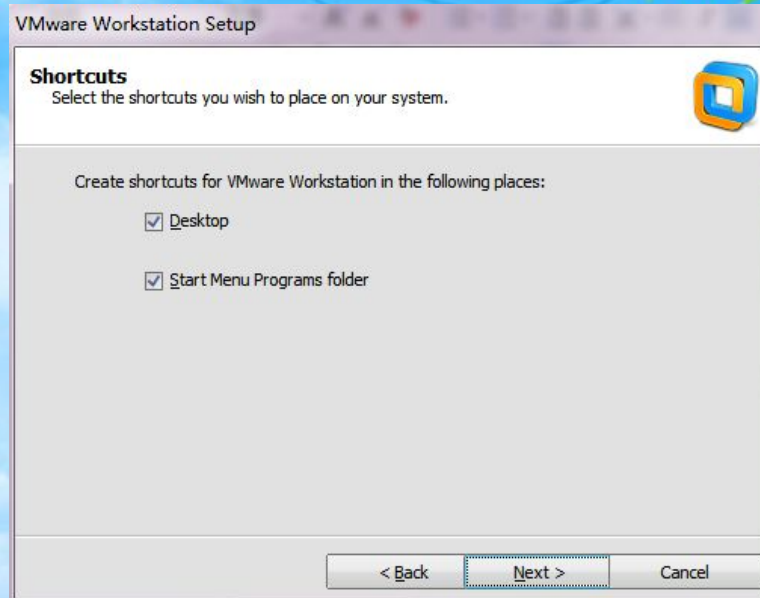 VMware Workstation Setup
Shortcuts
Select the shortcuts you wish to place on your system.
Create shortcuts for VMware Workstation in the following places:
Desktop
Start Menu Programs folder
< Back Next > Cancel